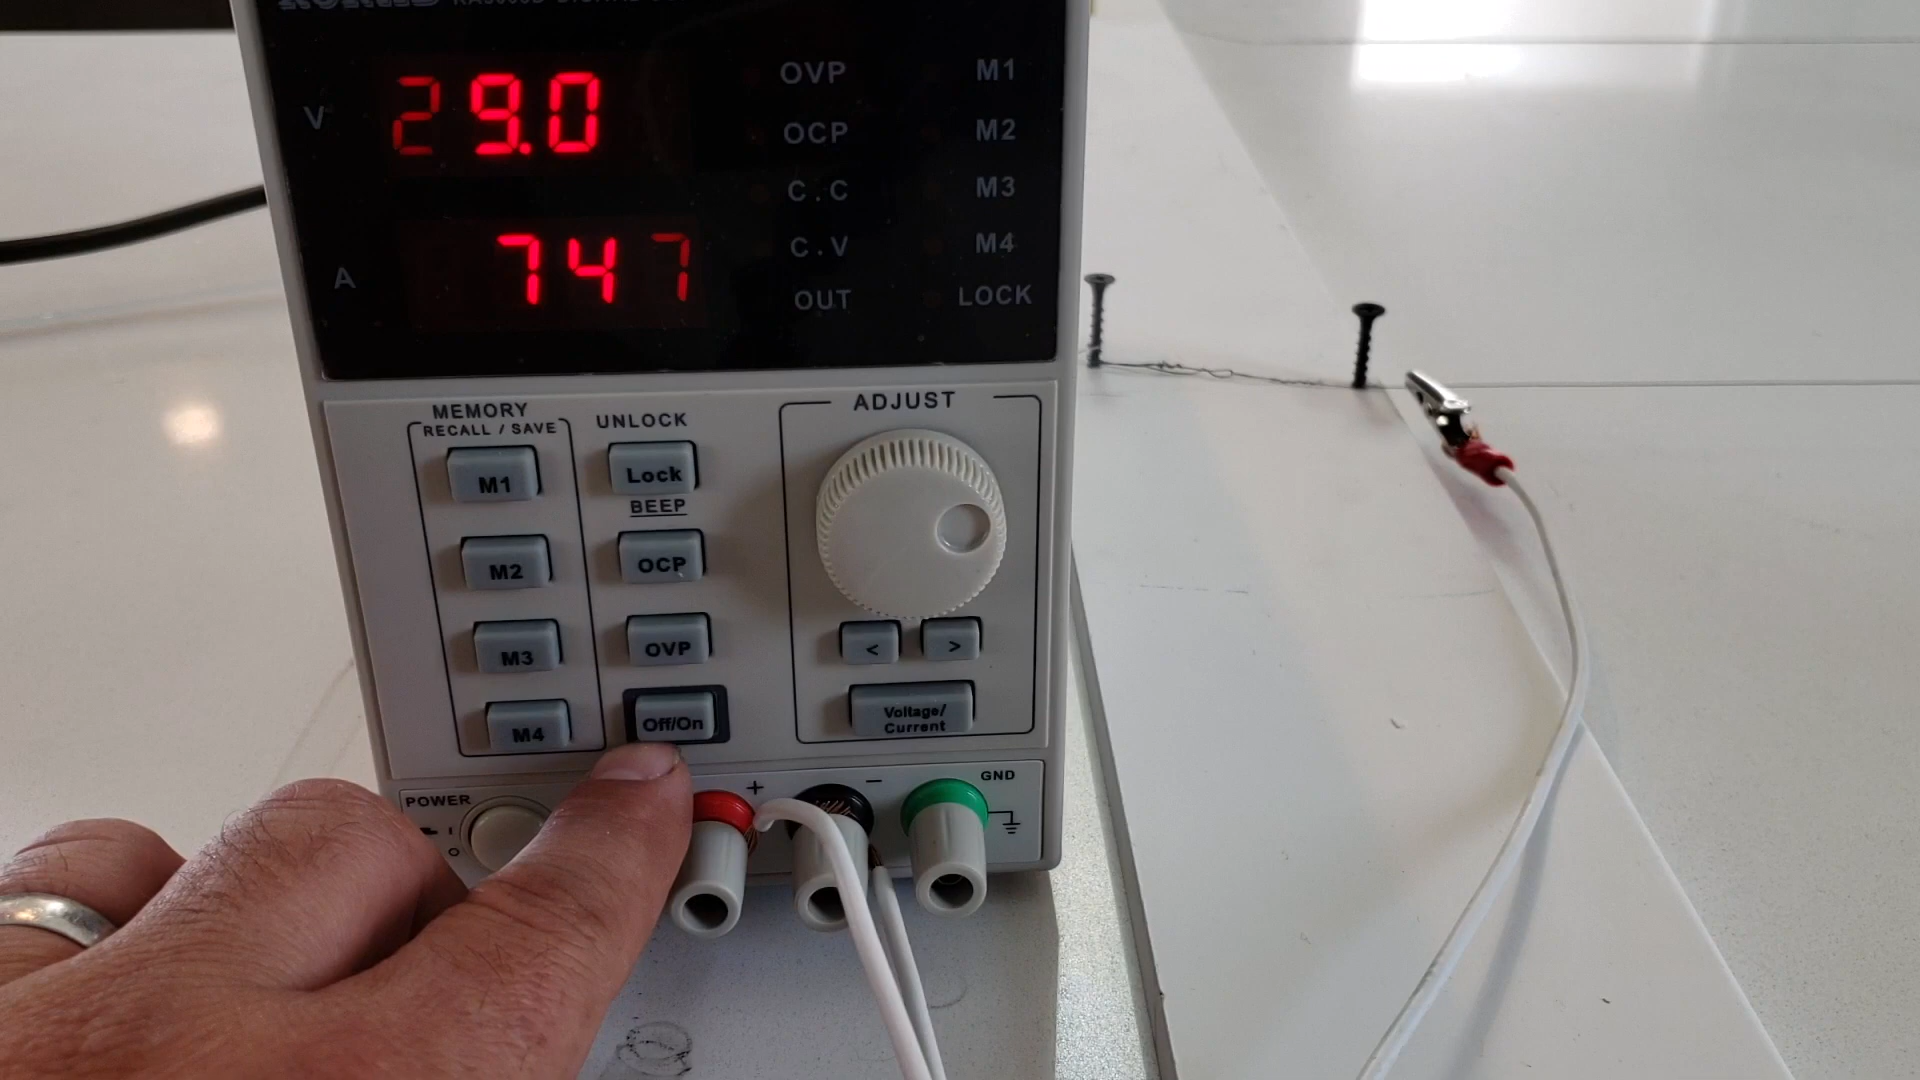 V 29.0
A 747
OVP M1
OCP M2
C.C M3
C.V M4
OUT LOCK
MEMORY
RECALL / SAVE
M1
M2
M3
M4
UNLOCK
Lock
BEEP
OCP
OVP
Off/On
ADJUST
< >
Voltage/
Current
POWER
I
O
+ − GND